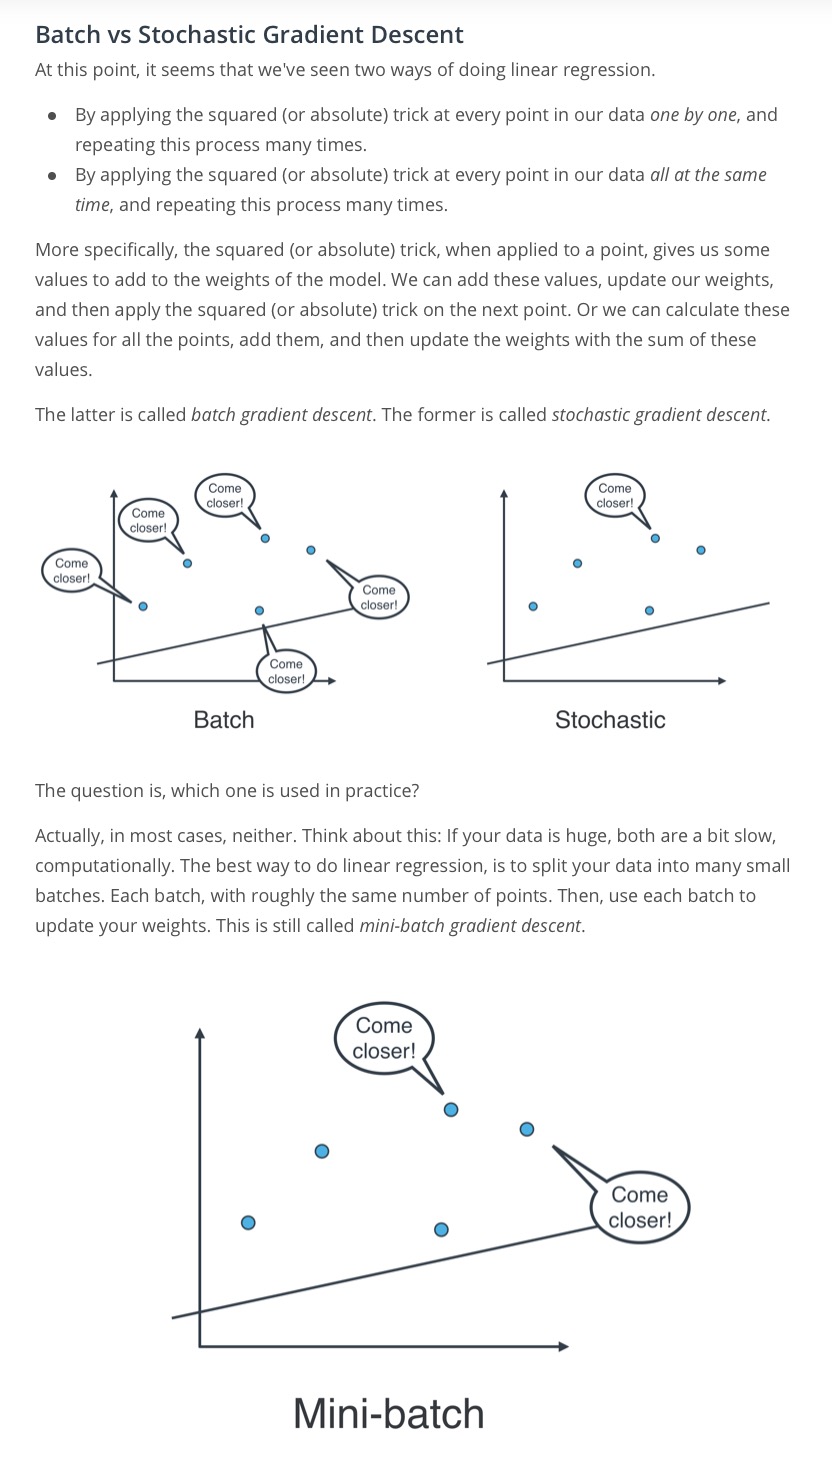 Batch vs Stochastic Gradient Descent
At this point, it seems that we've seen two ways of doing linear regression.
• By applying the squared (or absolute) trick at every point in our data one by one, and
repeating this process many times.
• By applying the squared (or absolute) trick at every point in our data all at the same
time, and repeating this process many times.
More specifically, the squared (or absolute) trick, when applied to a point, gives us some
values to add to the weights of the model. We can add these values, update our weights,
and then apply the squared (or absolute) trick on the next point. Or we can calculate these
values for all the points, add them, and then update the weights with the sum of these
values.
The latter is called batch gradient descent. The former is called stochastic gradient descent.
Come
closer!
Come
closer!
Come
closer!
Come
closer!
Come
closer!
Batch
Come
closer!
Stochastic
The question is, which one is used in practice?
Actually, in most cases, neither. Think about this: If your data is huge, both are a bit slow,
computationally. The best way to do linear regression, is to split your data into many small
batches. Each batch, with roughly the same number of points. Then, use each batch to
update your weights. This is still called mini-batch gradient descent.
Come
closer!
Come
closer!
Mini-batch